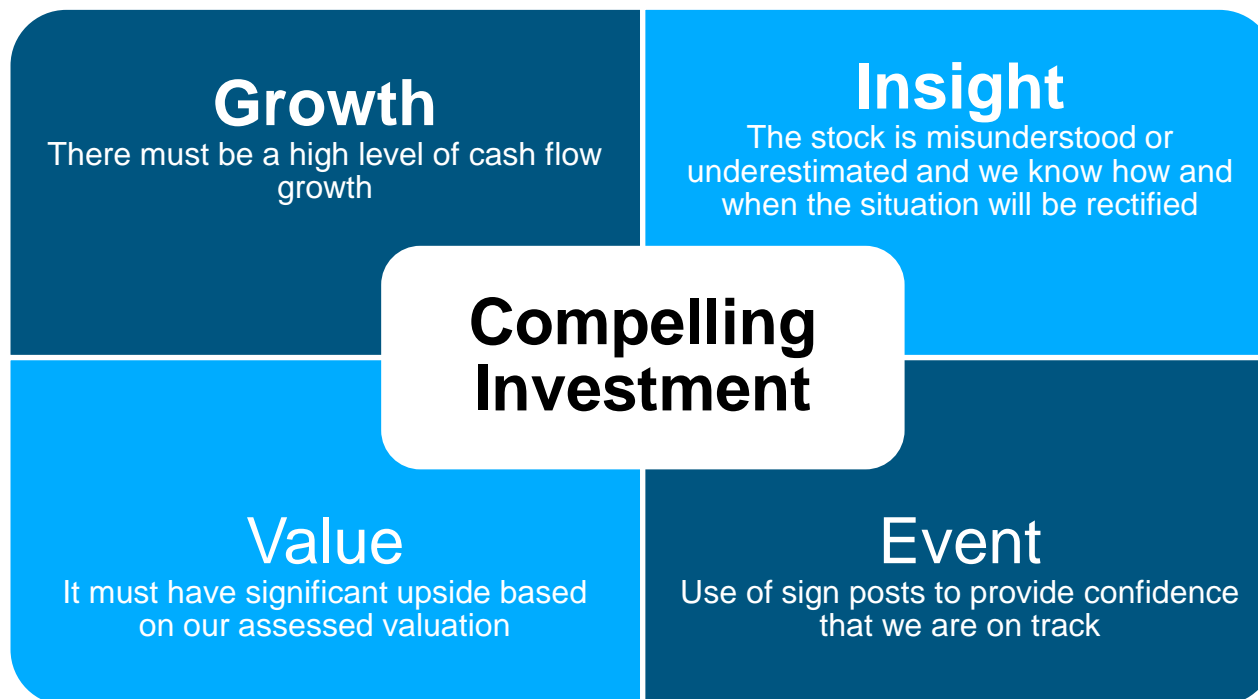 Growth
There must be a high level of cash flow
growth
Insight
The stock is misunderstood or
underestimated and we know how and
when the situation will be rectified
Compelling
Investment
Value
It must have significant upside based
on our assessed valuation
Event
Use of sign posts to provide confidence
that we are on track